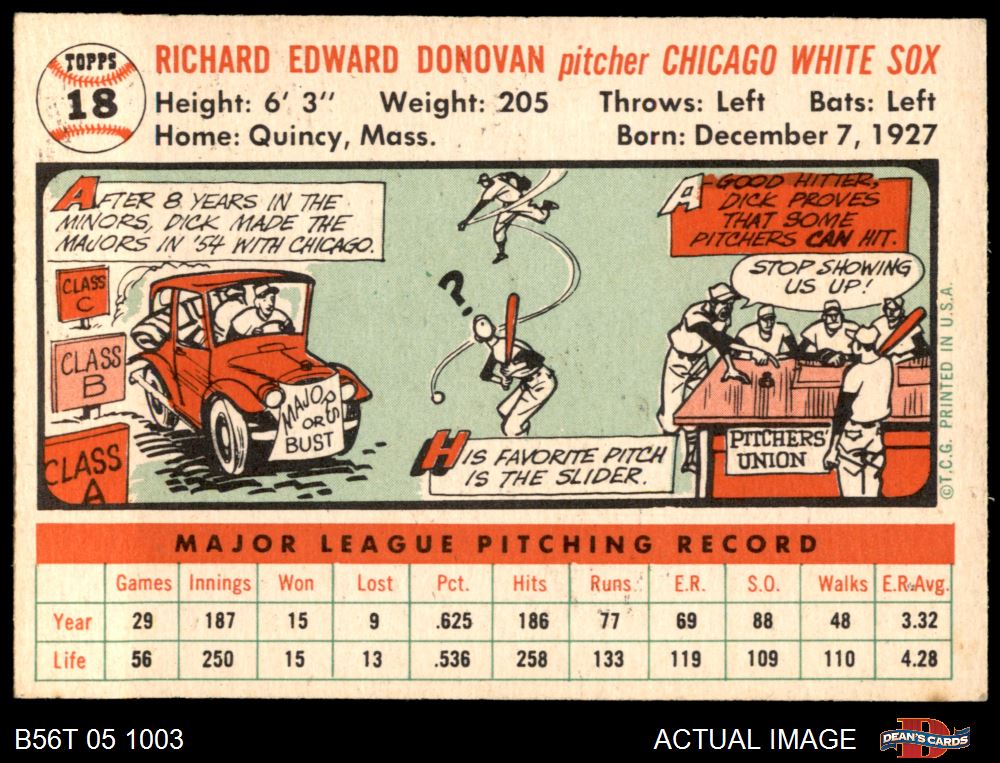 TOPPS
18
RICHARD EDWARD DONOVAN pitcher CHICAGO WHITE SOX
Height: 6' 3" Weight: 205 Throws: Left Bats: Left
Home: Quincy, Mass. Born: December 7, 1927
AFTER 8 YEARS IN THE
MINORS, DICK MADE THE
MAJORS IN '54 WITH CHICAGO.
CLASS
C
CLASS
B
CLASS
A
MAJORS
OR
BUST
?
HIS FAVORITE PITCH
IS THE SLIDER.
A GOOD HITTER,
DICK PROVES
THAT SOME
PITCHERS CAN HIT.
STOP SHOWING
US UP!
PITCHERS'
UNION
©T.C.G. PRINTED IN U.S.A.
MAJOR LEAGUE PITCHING RECORD
Games Innings Won Lost Pct. Hits Runs E.R. S.O. Walks E.R.Avg.
Year 29 187 15 9 .625 186 77 69 88 48 3.32
Life 56 250 15 13 .536 258 133 119 109 110 4.28
B56T 05 1003 ACTUAL IMAGE D DEAN'S CARDS